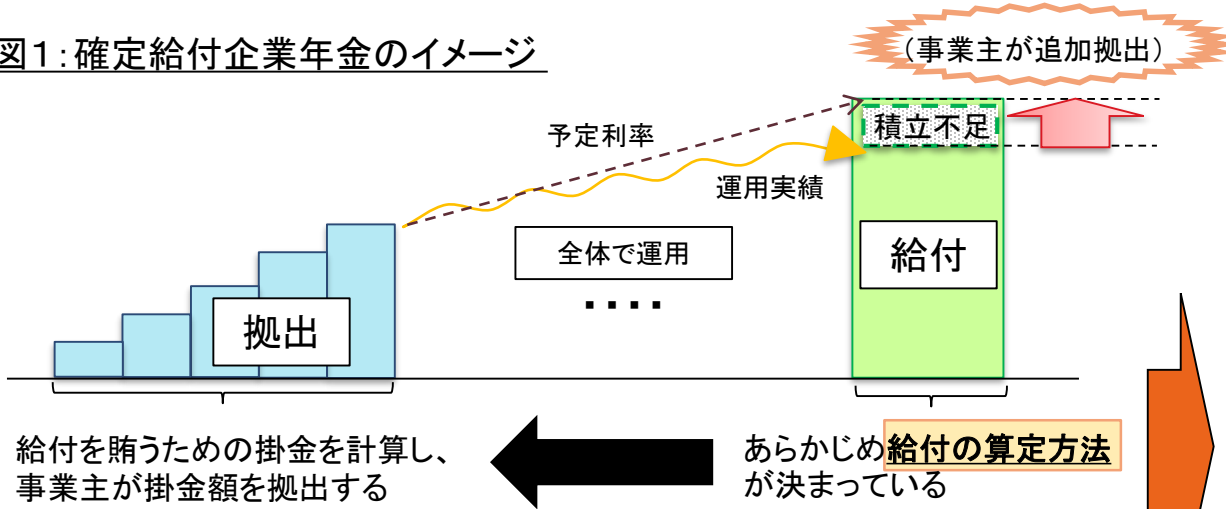 図1：確定給付企業年金のイメージ
（事業主が追加拠出）
予定利率
積立不足
運用実績
全体で運用
給付
････
拠出
給付を賄うための掛金を計算し、
事業主が掛金額を拠出する
あらかじめ給付の算定方法
が決まっている